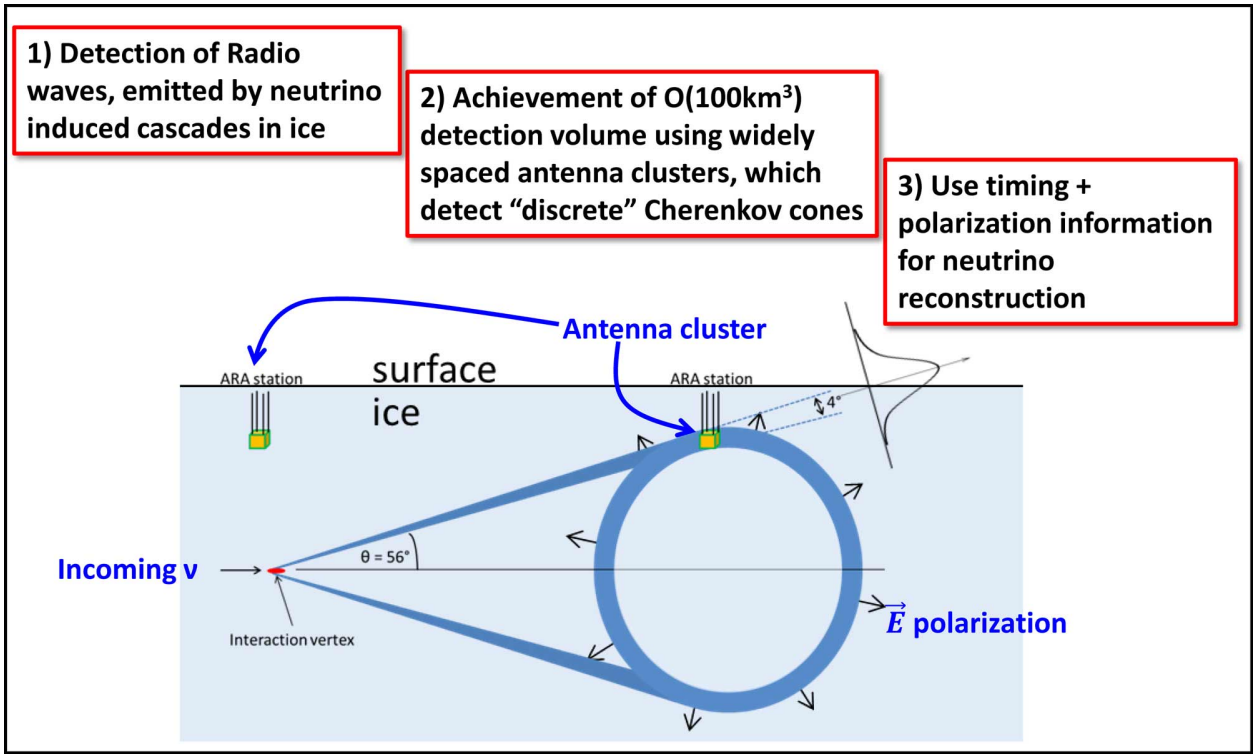 1) Detection of Radio
waves, emitted by neutrino
induced cascades in ice
2) Achievement of O(100km³)
detection volume using widely
spaced antenna clusters, which
detect “discrete” Cherenkov cones
3) Use timing +
polarization information
for neutrino
reconstruction
Antenna cluster
ARA station
surface
ARA station
ice
4°
θ = 56°
Incoming ν
Interaction vertex
E⃗ polarization